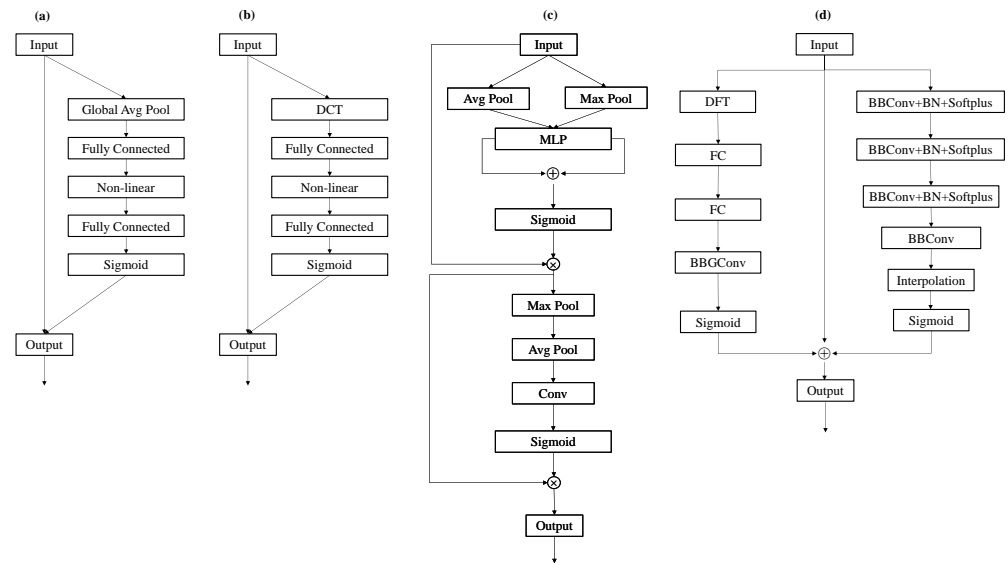 (a)
Input
Global Avg Pool
Fully Connected
Non-linear
Fully Connected
Sigmoid
Output
(b)
Input
DCT
Fully Connected
Non-linear
Fully Connected
Sigmoid
Output
(c)
Input
Avg Pool
Max Pool
MLP
Sigmoid
Max Pool
Avg Pool
Conv
Sigmoid
Output
(d)
Input
DFT
FC
FC
BBGConv
Sigmoid
BBConv+BN+Softplus
BBConv+BN+Softplus
BBConv+BN+Softplus
BBConv
Interpolation
Sigmoid
Output